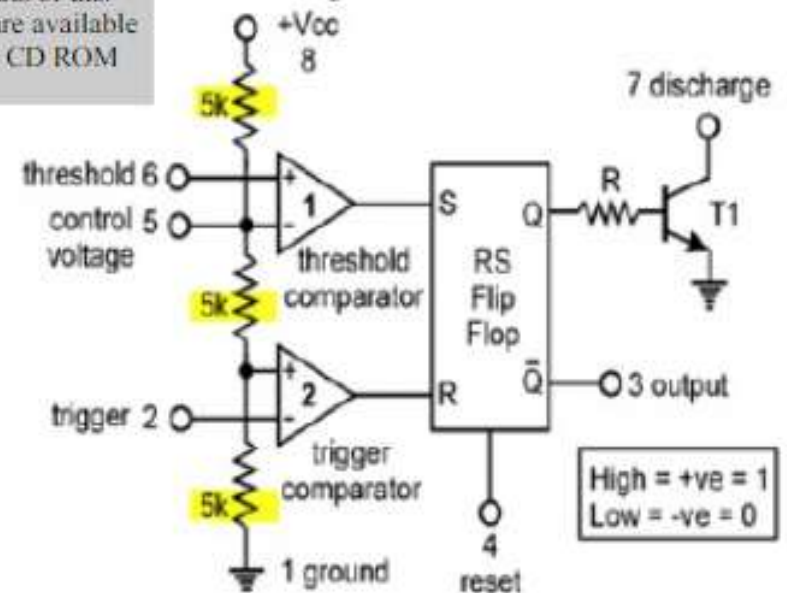 are available
CD ROM
+Vcc
8
5k
7 discharge
threshold 6
+
1
-
S
Q
R
T1
control 5
voltage
threshold
comparator
RS
Flip
Flop
5k
+
2
-
R
Q̅
3 output
trigger 2
trigger
comparator
5k
High = +ve = 1
Low = -ve = 0
4
reset
1 ground